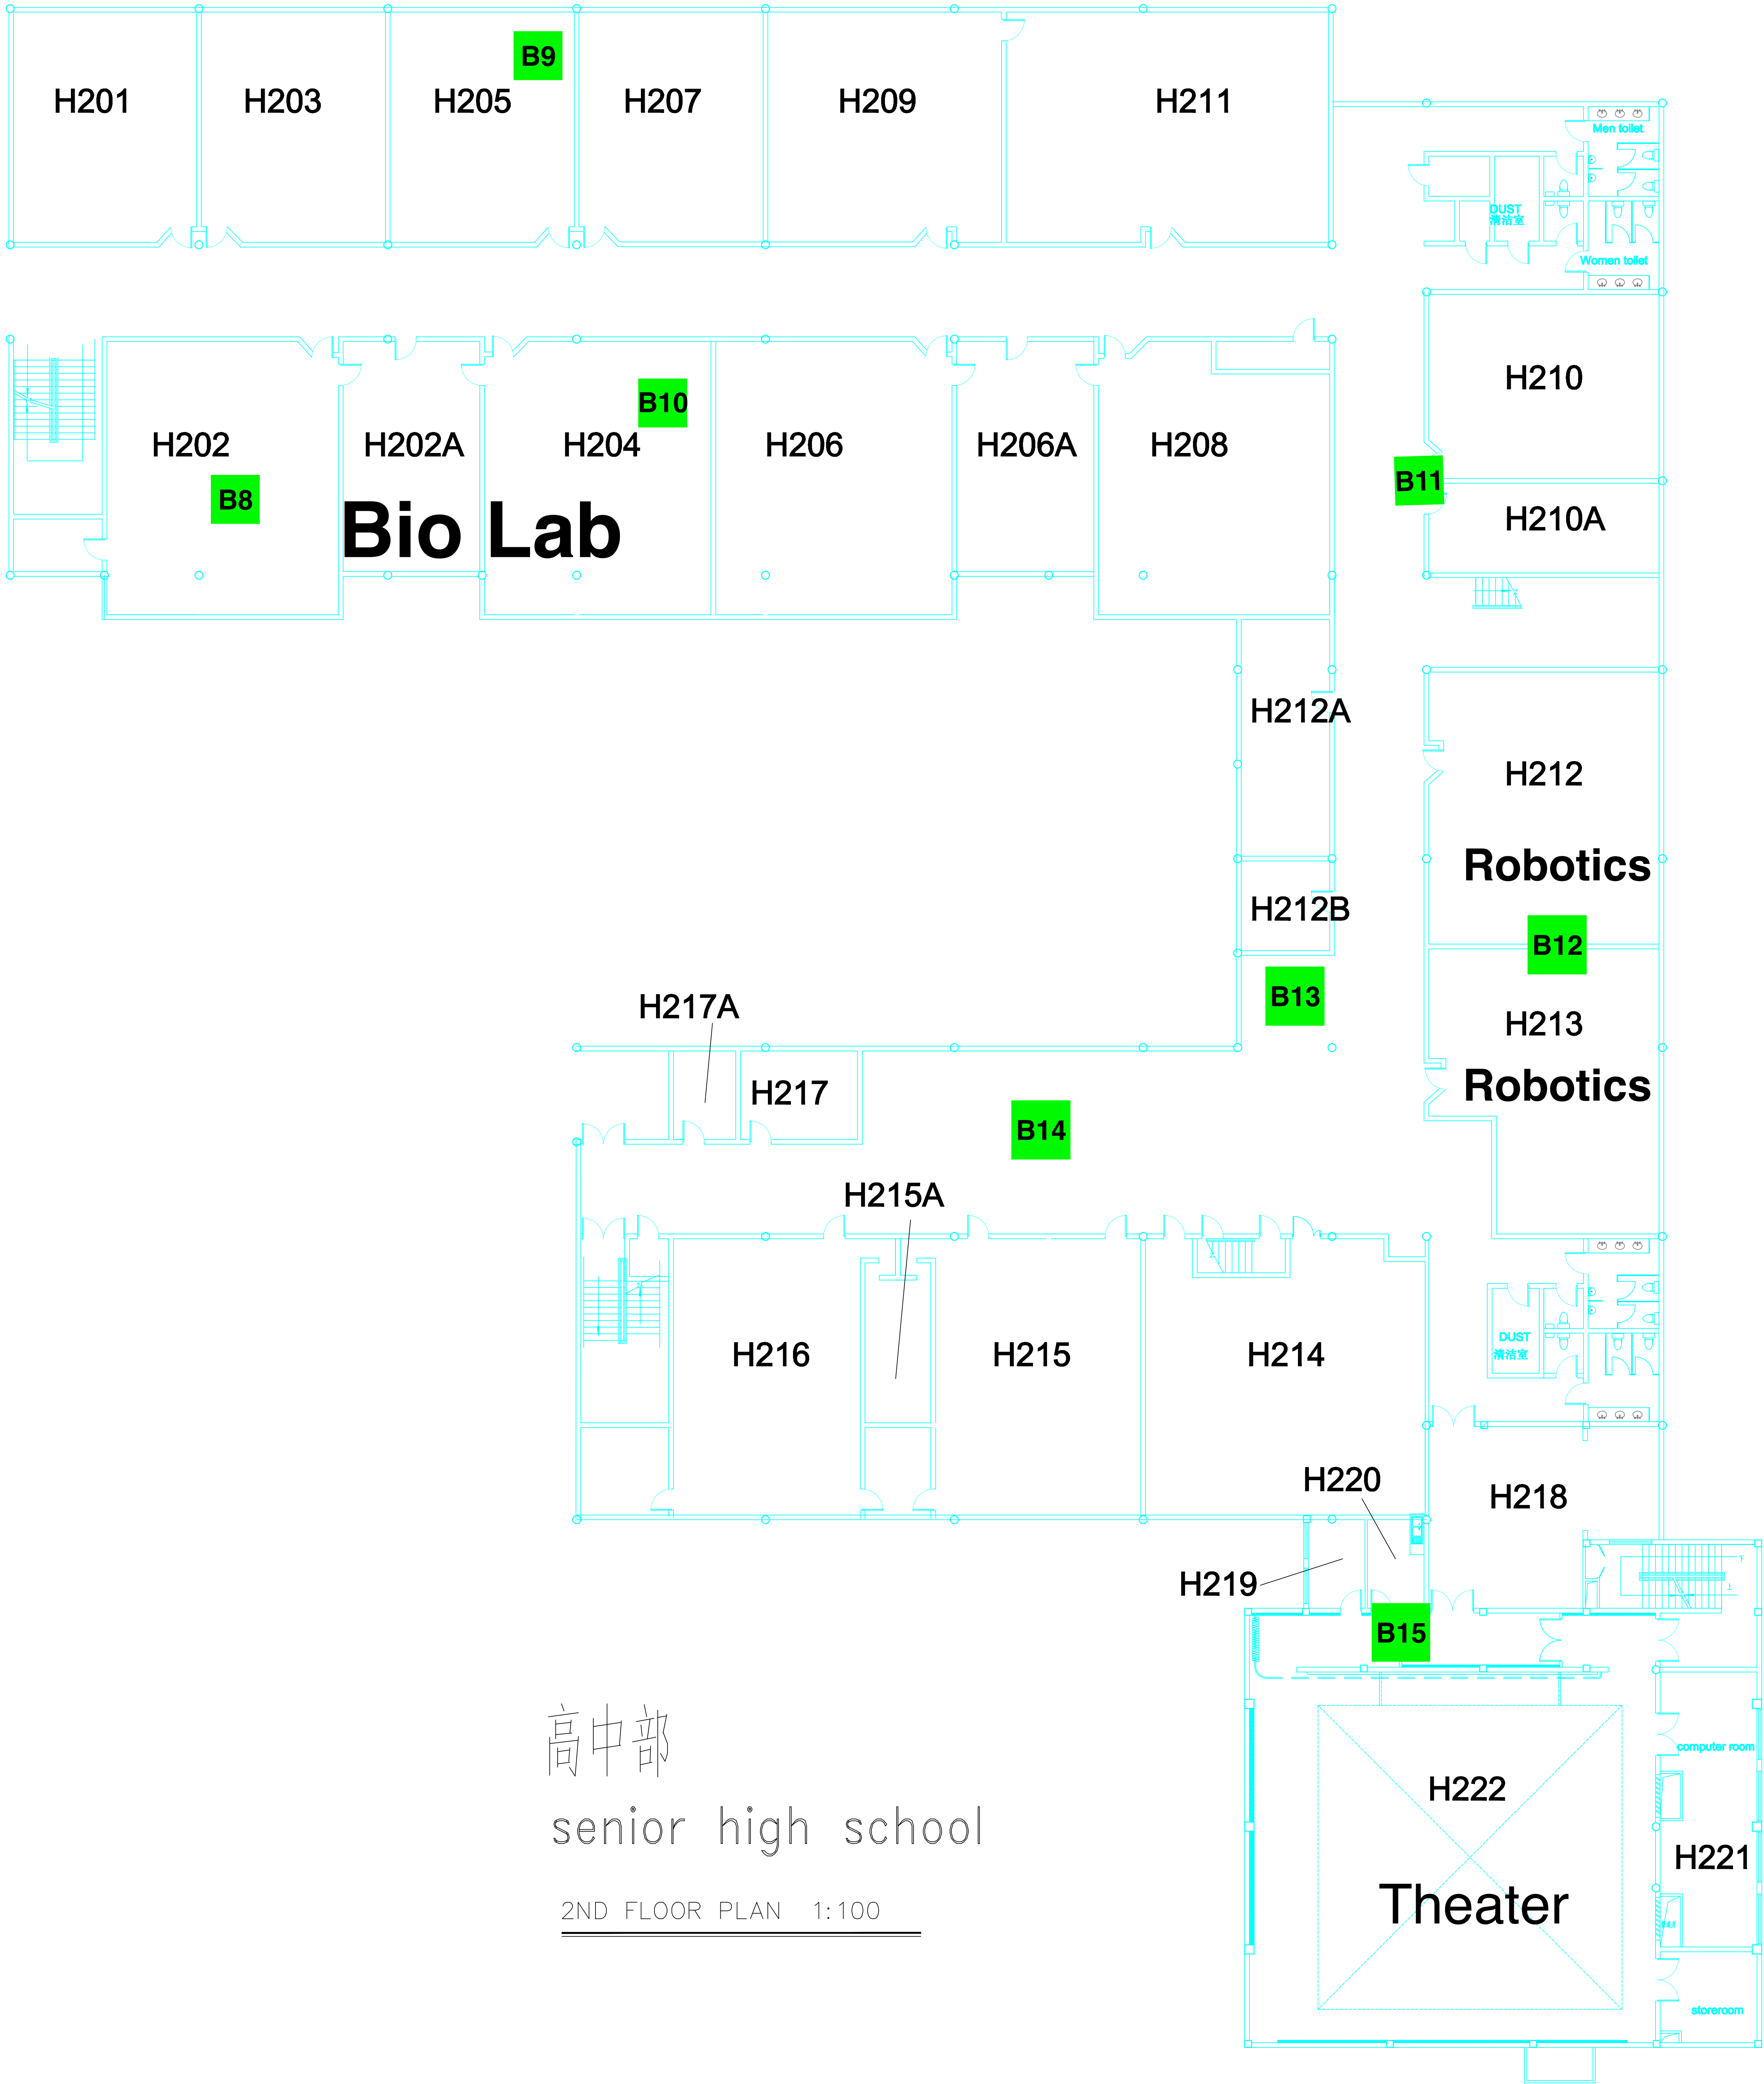 B9
H201
H203
H205
H207
H209
H211
Men toilet
DUST
清洁室
Women toilet
H210
B10
H202
H202A
H204
H206
H206A
H208
B8
B11
Bio Lab
H210A
H212A
H212
Robotics
H212B
B12
B13
H217A
H213
H217
Robotics
B14
H215A
DUST
清洁室
H216
H215
H214
H220
H218
H219
下
上
B15
高中部
computer room
H222
senior high school
H221
2ND FLOOR PLAN 1:100
Theater
storeroom